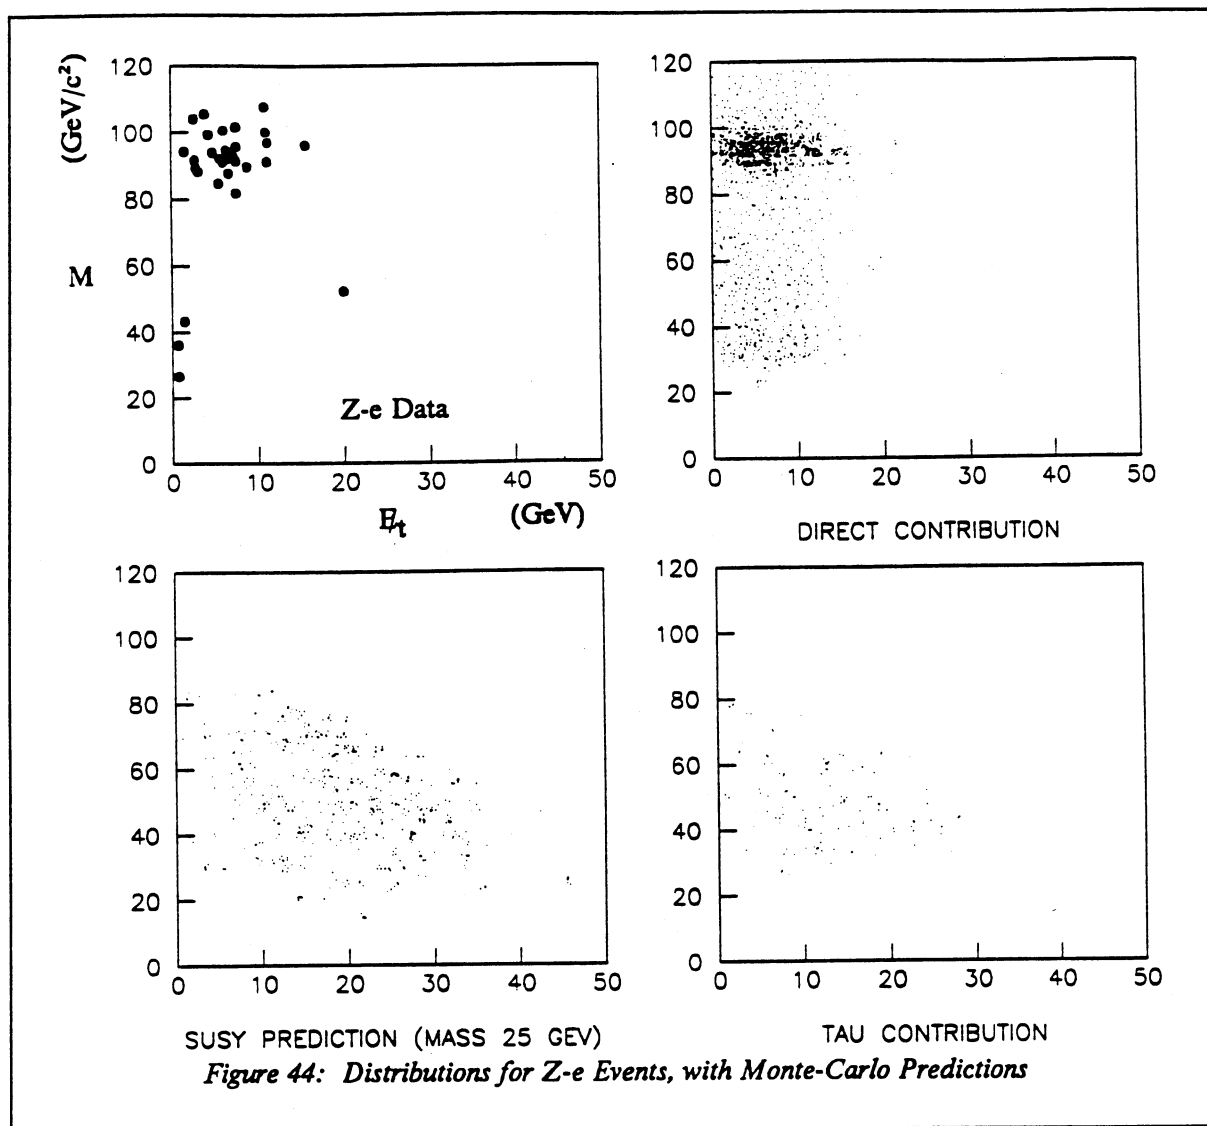 (GeV/c²)
M
120
100
80
60
40
20
0
Z-e Data
0 10 20 30 40 50
E̸t (GeV)
120
100
80
60
40
20
0
0 10 20 30 40 50
DIRECT CONTRIBUTION
120
100
80
60
40
20
0
0 10 20 30 40 50
SUSY PREDICTION (MASS 25 GEV)
120
100
80
60
40
20
0
0 10 20 30 40 50
TAU CONTRIBUTION
Figure 44: Distributions for Z-e Events, with Monte-Carlo Predictions